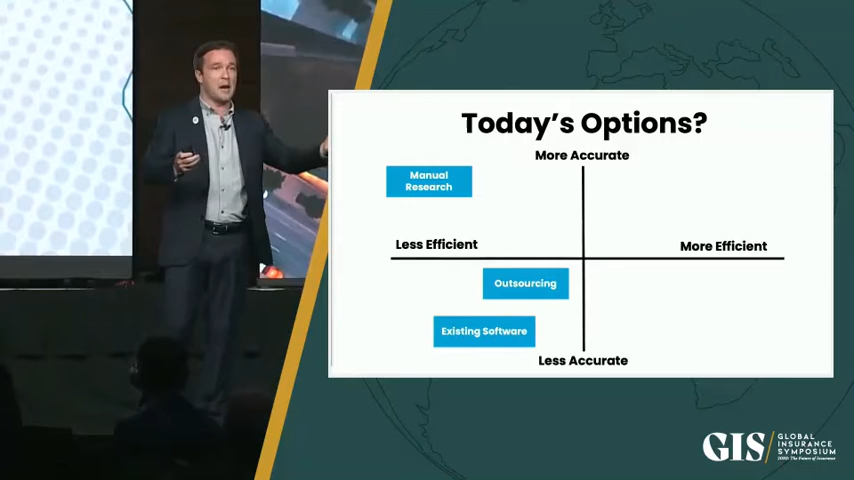 Today's Options?
More Accurate
Manual
Research
Less Efficient
More Efficient
Outsourcing
Existing Software
Less Accurate
GIS
GLOBAL
INSURANCE
SYMPOSIUM